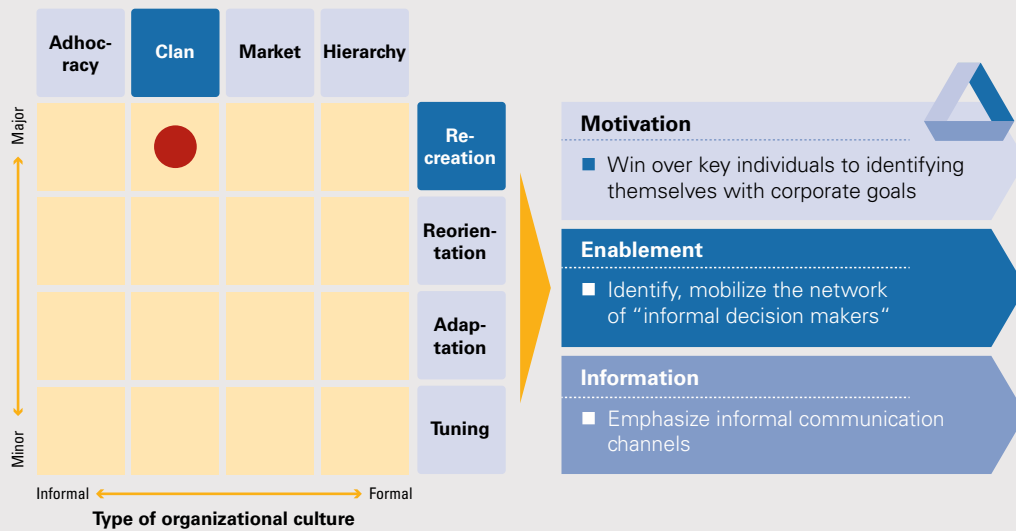 Adhoc-
racy
Clan
Market
Hierarchy
Major
Minor
Re-
creation
Reorien-
tation
Adap-
tation
Tuning
Informal
Formal
Type of organizational culture
Motivation
Win over key individuals to identifying
themselves with corporate goals
Enablement
Identify, mobilize the network
of “informal decision makers“
Information
Emphasize informal communication
channels